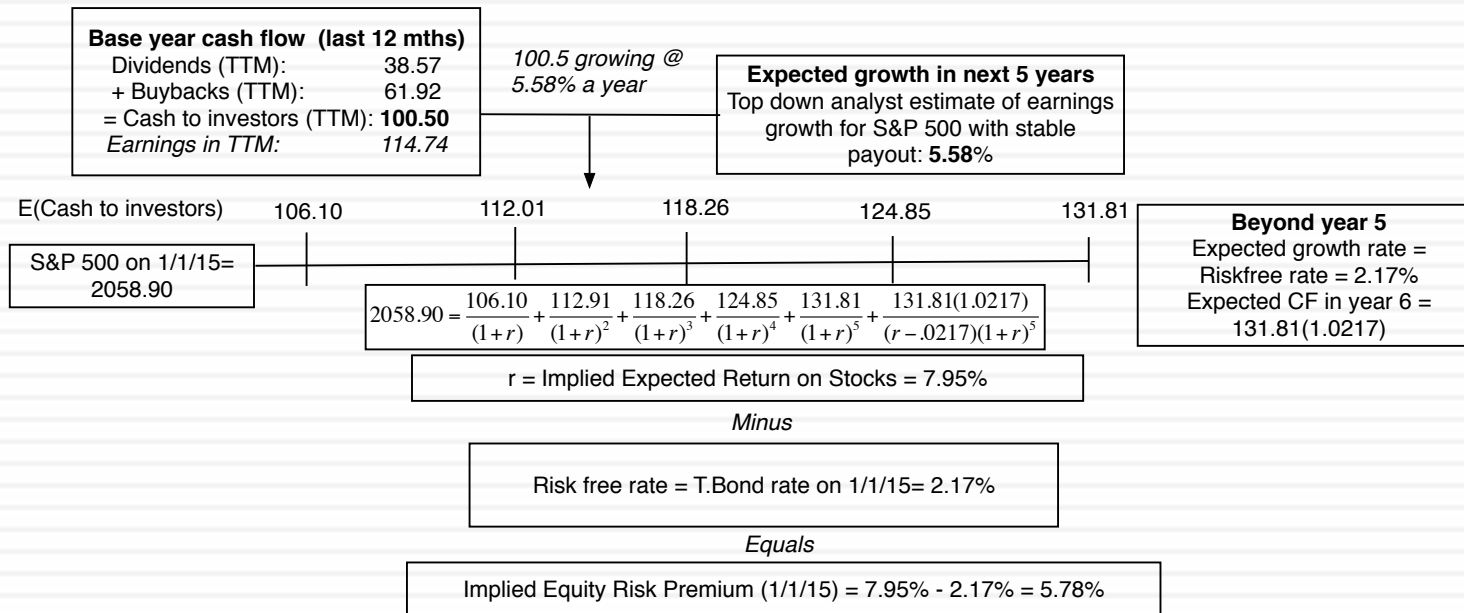 Base year cash flow (last 12 mths)
Dividends (TTM): 38.57
+ Buybacks (TTM): 61.92
= Cash to investors (TTM): 100.50
Earnings in TTM: 114.74
100.5 growing @
5.58% a year
Expected growth in next 5 years
Top down analyst estimate of earnings
growth for S&P 500 with stable
payout: 5.58%
E(Cash to investors) 106.10 112.01 118.26 124.85 131.81
S&P 500 on 1/1/15=
2058.90
Beyond year 5
Expected growth rate =
Riskfree rate = 2.17%
Expected CF in year 6 =
131.81(1.0217)
2058.90 = 106.10/(1+r) + 112.91/(1+r)^2 + 118.26/(1+r)^3 + 124.85/(1+r)^4 + 131.81/(1+r)^5 + 131.81(1.0217)/((r−.0217)(1+r)^5)
r = Implied Expected Return on Stocks = 7.95%
Minus
Risk free rate = T.Bond rate on 1/1/15= 2.17%
Equals
Implied Equity Risk Premium (1/1/15) = 7.95% - 2.17% = 5.78%